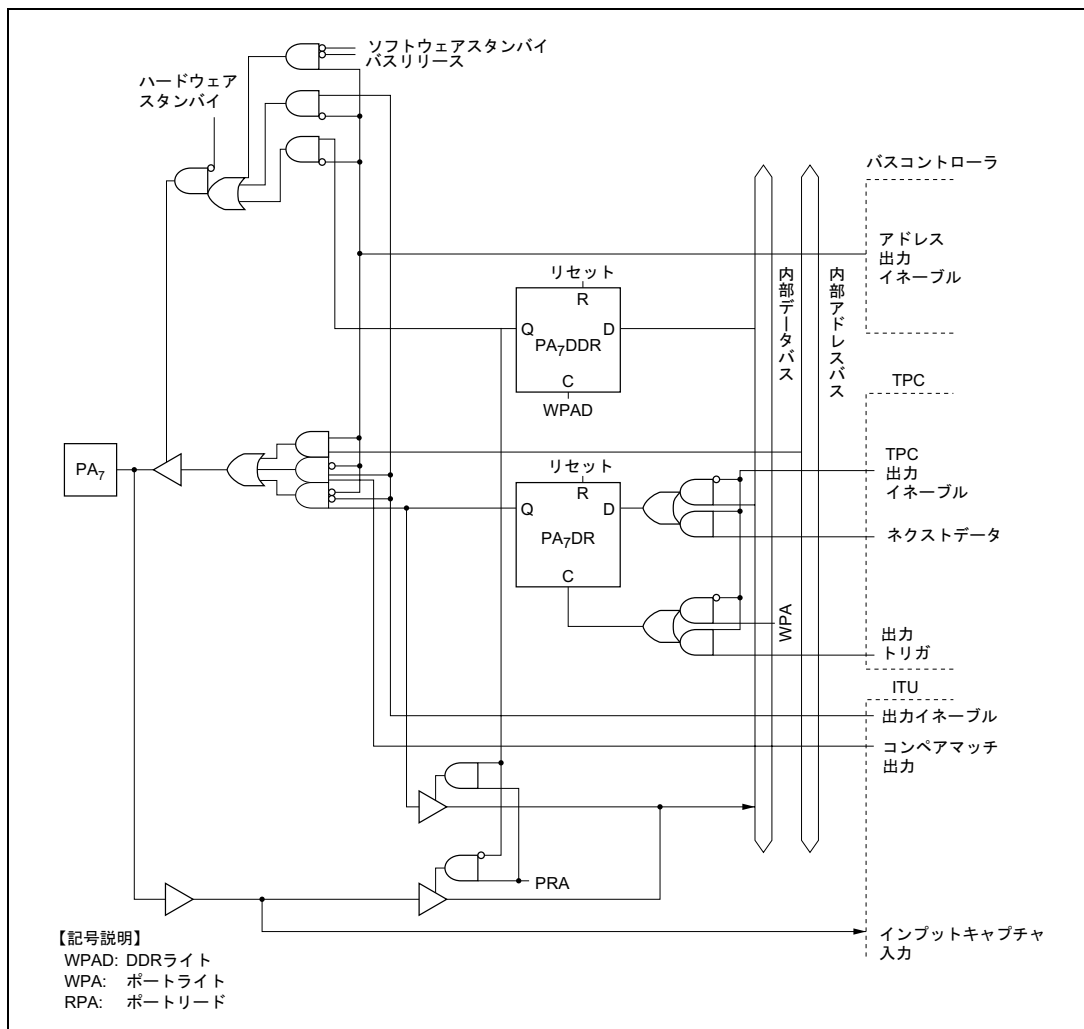 ソフトウェアスタンバイ
バスリリース
ハードウェア
スタンバイ
バスコントローラ
アドレス
出力
イネーブル
内部データバス
内部アドレスバス
リセット
R
Q
D
PA7DDR
C
WPAD
TPC
TPC
出力
イネーブル
PA7
リセット
R
Q
D
PA7DR
C
ネクストデータ
WPA
出力
トリガ
ITU
出力イネーブル
コンペアマッチ
出力
PRA
インプットキャプチャ
入力
【記号説明】
WPAD: DDRライト
WPA: ポートライト
RPA: ポートリード